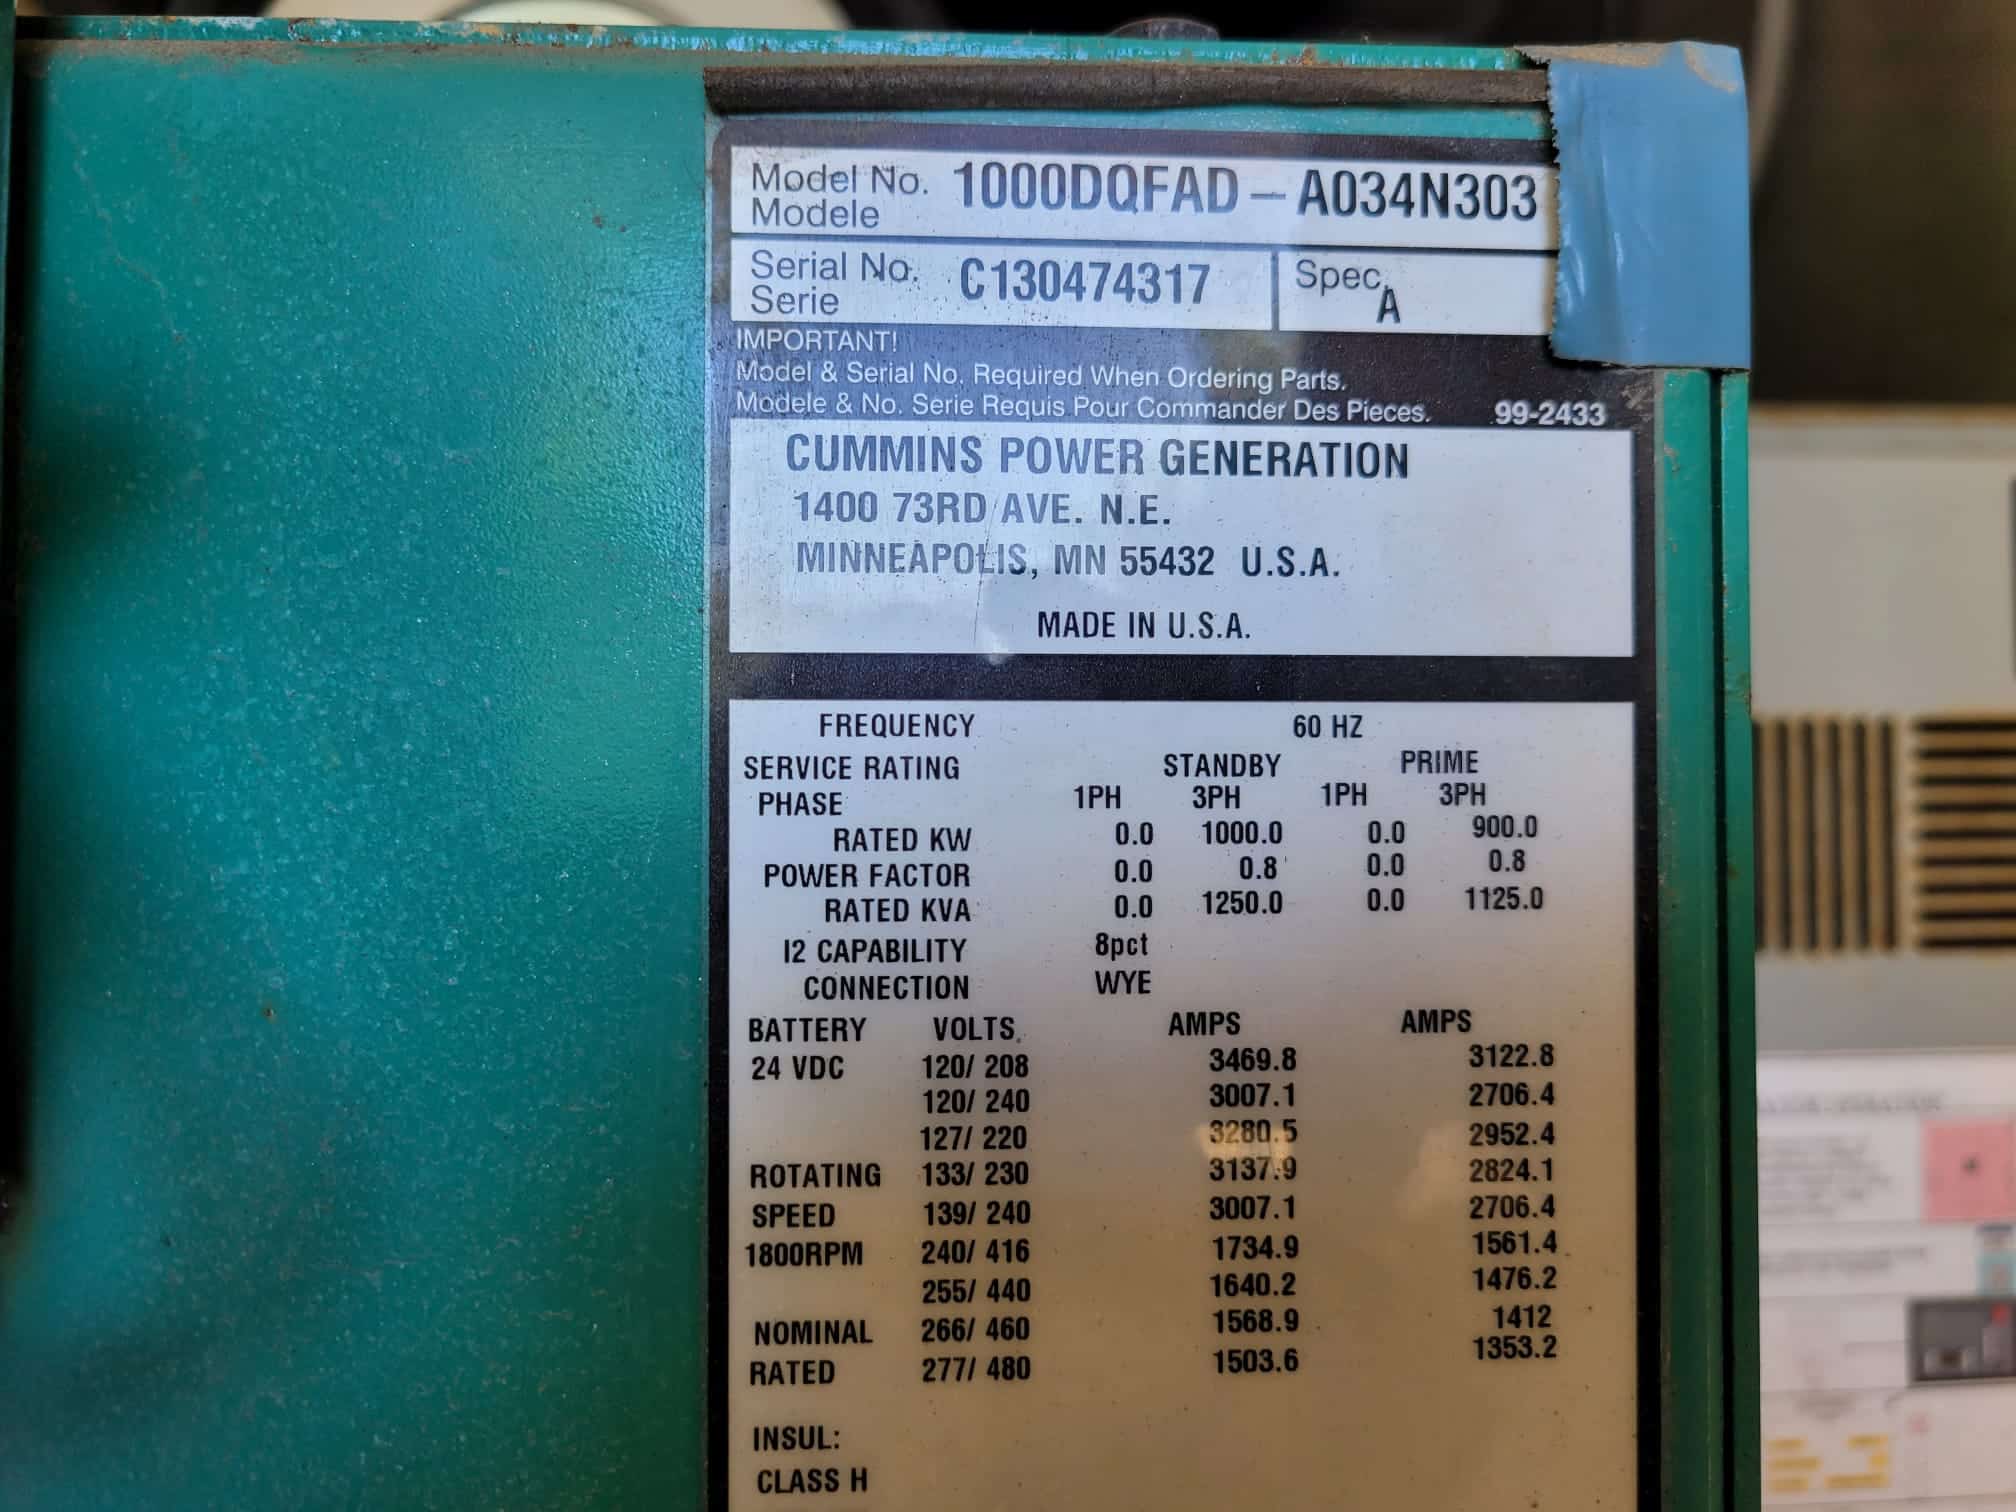 Model No. 1000DQFAD – A034N303
Modele
Serial No. C130474317 Spec. A
Serie
IMPORTANT!
Model & Serial No. Required When Ordering Parts.
Modele & No. Serie Requis Pour Commander Des Pieces. 99-2433
CUMMINS POWER GENERATION
1400 73RD AVE. N.E.
MINNEAPOLIS, MN 55432 U.S.A.
MADE IN U.S.A.
FREQUENCY 60 HZ
SERVICE RATING STANDBY PRIME
PHASE 1PH 3PH 1PH 3PH
RATED KW 0.0 1000.0 0.0 900.0
POWER FACTOR 0.0 0.8 0.0 0.8
RATED KVA 0.0 1250.0 0.0 1125.0
I2 CAPABILITY 8pct
CONNECTION WYE
BATTERY VOLTS AMPS AMPS
24 VDC 120/ 208 3469.8 3122.8
120/ 240 3007.1 2706.4
127/ 220 3280.5 2952.4
ROTATING 133/ 230 3137.9 2824.1
SPEED 139/ 240 3007.1 2706.4
1800RPM 240/ 416 1734.9 1561.4
255/ 440 1640.2 1476.2
NOMINAL 266/ 460 1568.9 1412
RATED 277/ 480 1503.6 1353.2
INSUL:
CLASS H